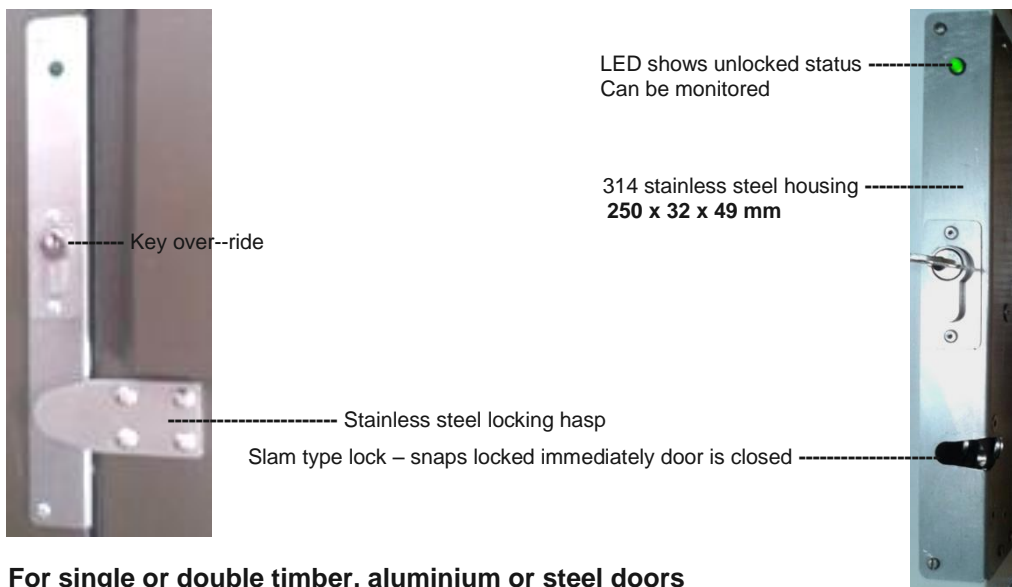 LED shows unlocked status
Can be monitored
314 stainless steel housing
250 x 32 x 49 mm
Key over--ride
Stainless steel locking hasp
Slam type lock – snaps locked immediately door is closed
For single or double timber, aluminium or steel doors